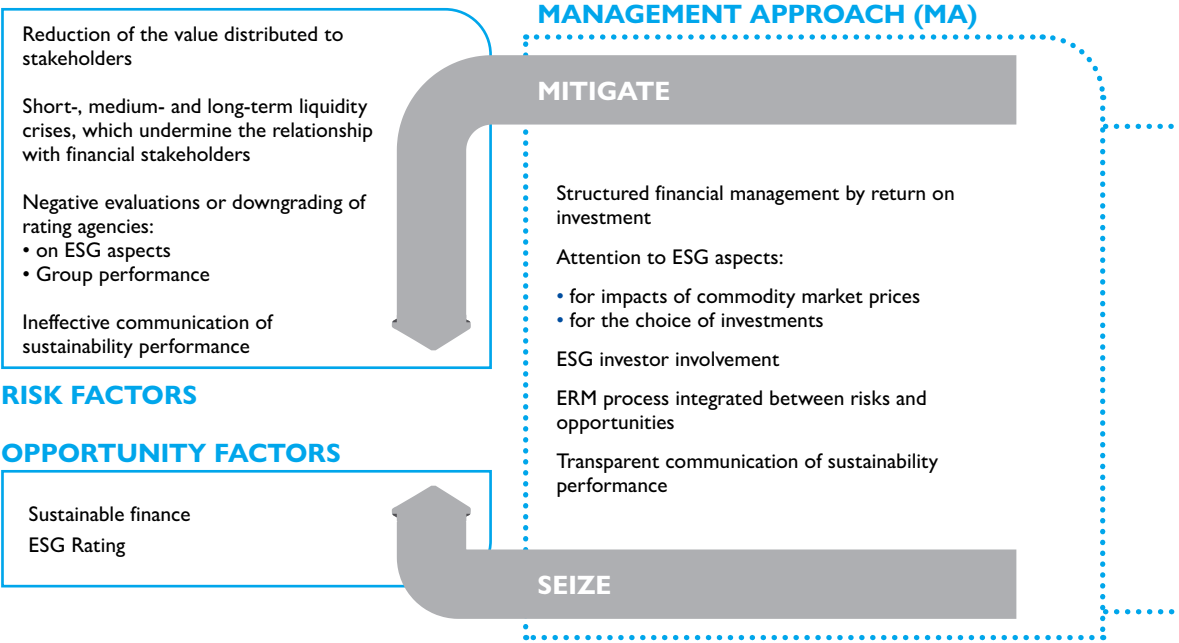 Reduction of the value distributed to
stakeholders
Short-, medium- and long-term liquidity
crises, which undermine the relationship
with financial stakeholders
Negative evaluations or downgrading of
rating agencies:
• on ESG aspects
• Group performance
Ineffective communication of
sustainability performance
RISK FACTORS
OPPORTUNITY FACTORS
Sustainable finance
ESG Rating
MANAGEMENT APPROACH (MA)
MITIGATE
Structured financial management by return on
investment
Attention to ESG aspects:
• for impacts of commodity market prices
• for the choice of investments
ESG investor involvement
ERM process integrated between risks and
opportunities
Transparent communication of sustainability
performance
SEIZE